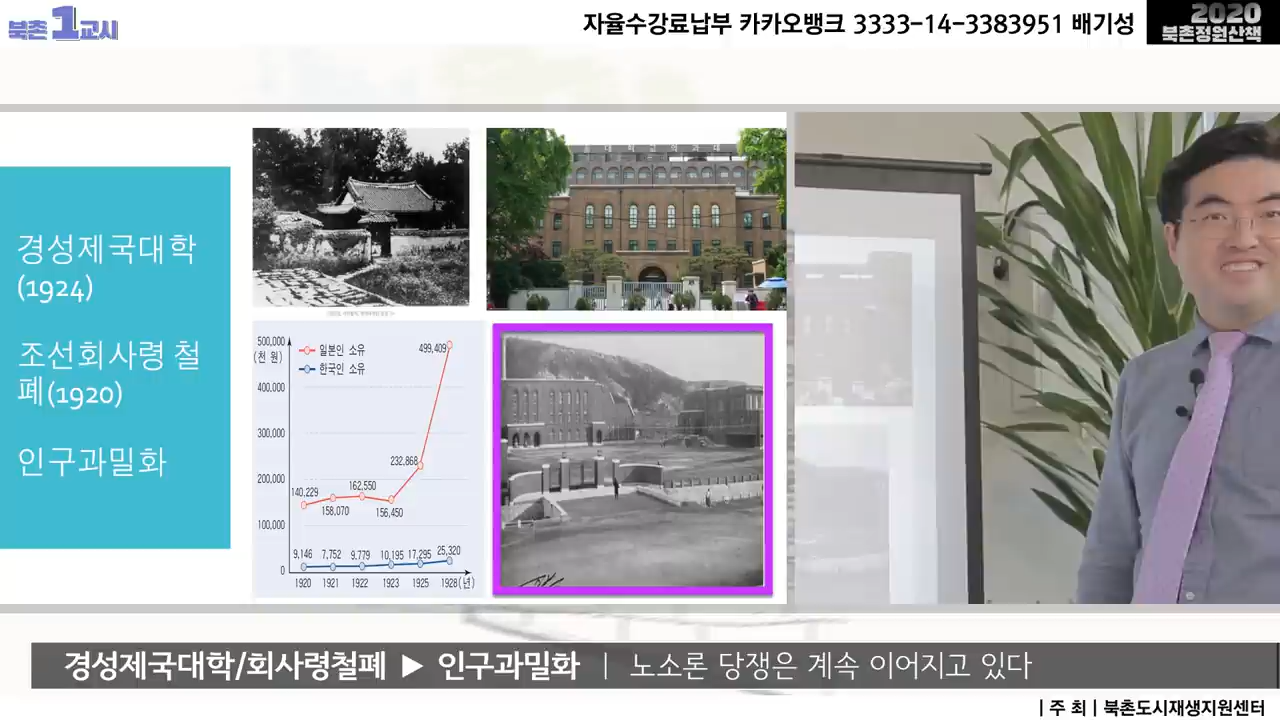 북촌1교시
자율수강료납부 카카오뱅크 3333-14-3383951 배기성
2020
북촌정원산책
경성제국대학
(1924)
조선회사령 철
폐(1920)
인구과밀화
대학교의과대
500,000
(천 원)
400,000
300,000
200,000
100,000
0
일본인 소유
한국인 소유
140,229
158,070
162,550
156,450
232,868
499,409
9,146
7,752
9,779
10,195
17,295
25,320
1920
1921
1922
1923
1925
1928(년)
경성제국대학/회사령철폐 ▶ 인구과밀화 | 노소론 당쟁은 계속 이어지고 있다
| 주 최 | 북촌도시재생지원센터